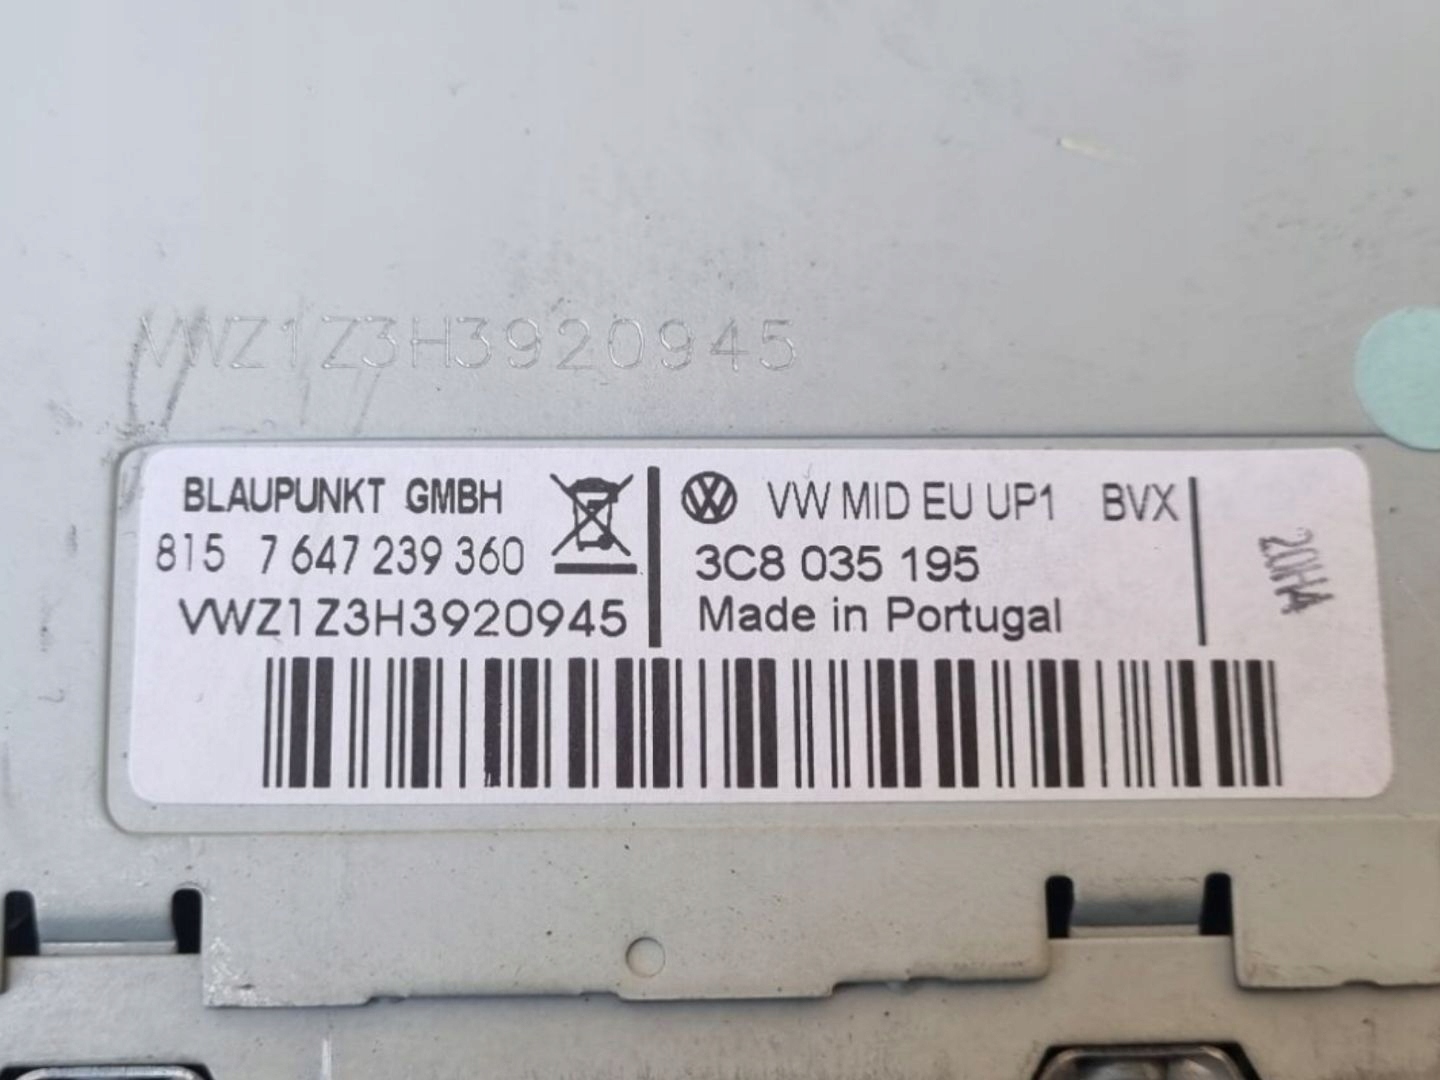 VWZ1Z3H3920945
BLAUPUNKT GMBH
815 7 647 239 360
VWZ1Z3H3920945
VW MID EU UP1 BVX
3C8 035 195
Made in Portugal